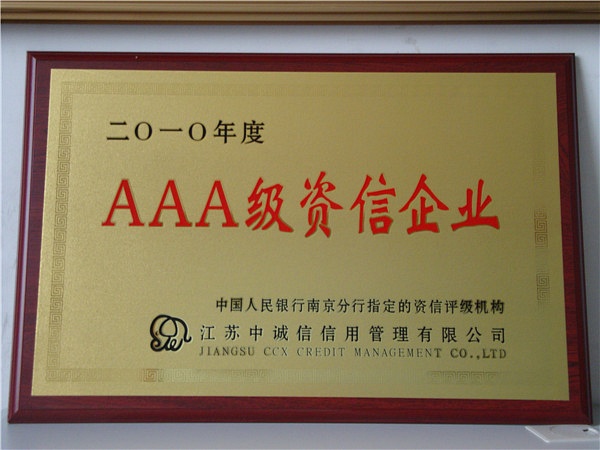 二〇一〇年度
AAA级资信企业
中国人民银行南京分行指定的资信评级机构
江苏中诚信信用管理有限公司
JIANGSU CCX CREDIT MANAGEMENT CO.,LTD